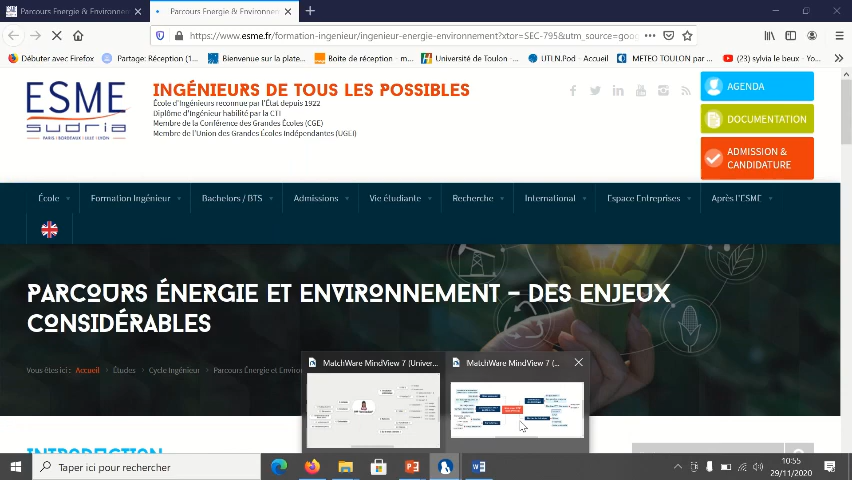 Parcours Energie & Environnemen
Parcours Énergie & Environnemen
https://www.esme.fr/formation-ingenieur/ingenieur-energie-environnement?xtor=SEC-795&utm_source=goo
Débuter avec Firefox
Partage: Réception (1...
Bienvenue sur la plate...
Boîte de réception - m...
Université de Toulon -...
UTLN.Pod - Accueil
METEO TOULON par ...
(23) sylvia le beux - Yo...
ESME
sudria
PARIS | BORDEAUX | LILLE | LYON
INGÉNIEURS DE TOUS LES POSSIBLES
École d'Ingénieurs reconnue par l'État depuis 1922
Diplôme d'Ingénieur habilité par la CTI
Membre de la Conférence des Grandes Écoles (CGE)
Membre de l'Union des Grandes Écoles Indépendantes (UGEI)
AGENDA
DOCUMENTATION
ADMISSION &
CANDIDATURE
École
Formation Ingénieur
Bachelors / BTS
Admissions
Vie étudiante
Recherche
International
Espace Entreprises
Après l'ESME
PARCOURS ÉNERGIE ET ENVIRONNEMENT – DES ENJEUX
CONSIDÉRABLES
Vous êtes ici :
Accueil
Études
Cycle Ingénieur
Parcours Énergie et Enviro
MatchWare MindView 7 (Univer...
MatchWare MindView 7 (...
INTRODUCTION
Taper ici pour rechercher
10:55
29/11/2020